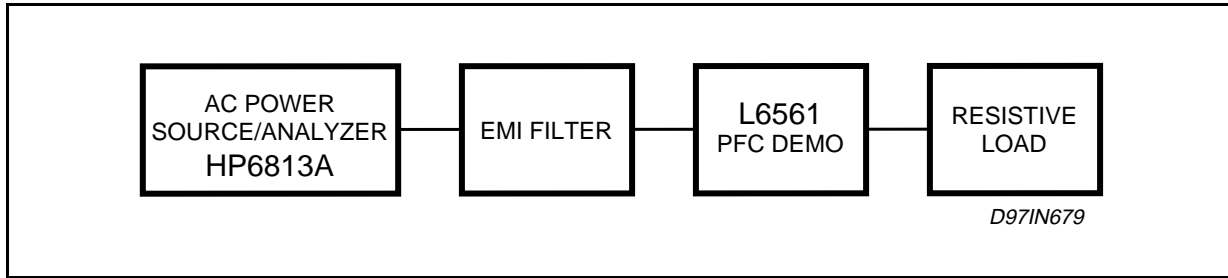 AC POWER
SOURCE/ANALYZER
HP6813A
EMI FILTER
L6561
PFC DEMO
RESISTIVE
LOAD
D97IN679